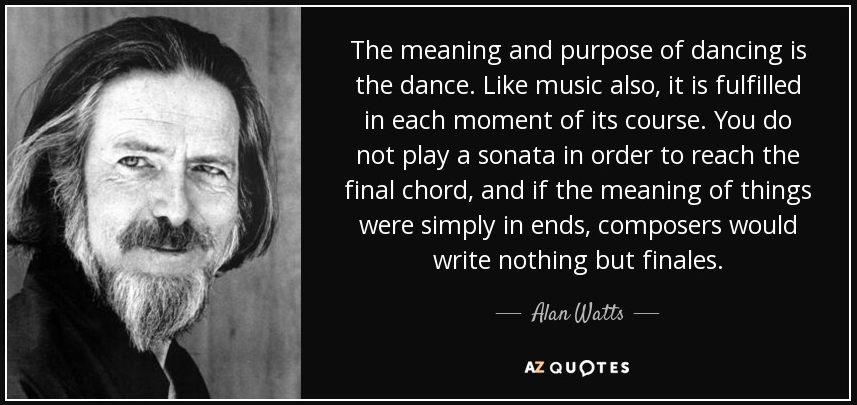 The meaning and purpose of dancing is
the dance. Like music also, it is fulfilled
in each moment of its course. You do
not play a sonata in order to reach the
final chord, and if the meaning of things
were simply in ends, composers would
write nothing but finales.
Alan Watts
AZ QUOTES